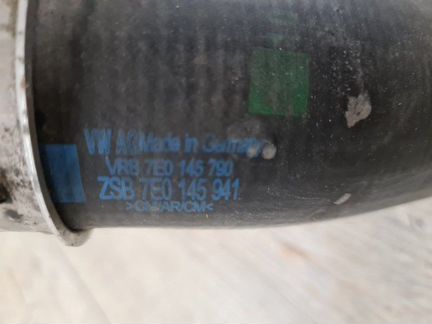 VW AG Made in Germany
VRB 7E0 145 790
ZSB 7E0 145 941